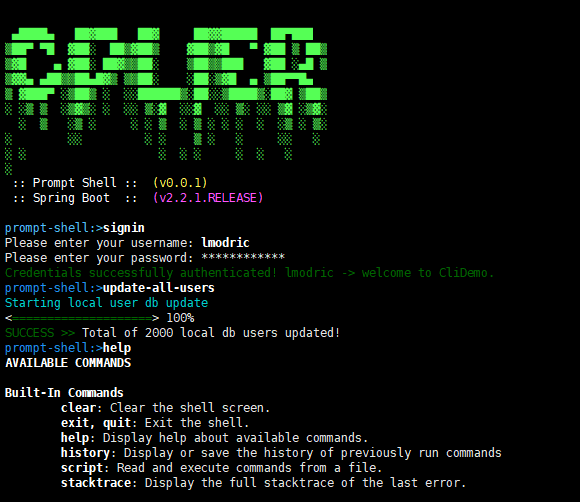 :: Prompt Shell ::  (v0.0.1)
:: Spring Boot  ::  (v2.2.1.RELEASE)
prompt-shell:>signin
Please enter your username: lmodric
Please enter your password: ************
Credentials successfully authenticated! lmodric -> welcome to CliDemo.
prompt-shell:>update-all-users
Starting local user db update
<====================> 100%
SUCCESS >> Total of 2000 local db users updated!
prompt-shell:>help
AVAILABLE COMMANDS
Built-In Commands
clear: Clear the shell screen.
exit, quit: Exit the shell.
help: Display help about available commands.
history: Display or save the history of previously run commands
script: Read and execute commands from a file.
stacktrace: Display the full stacktrace of the last error.